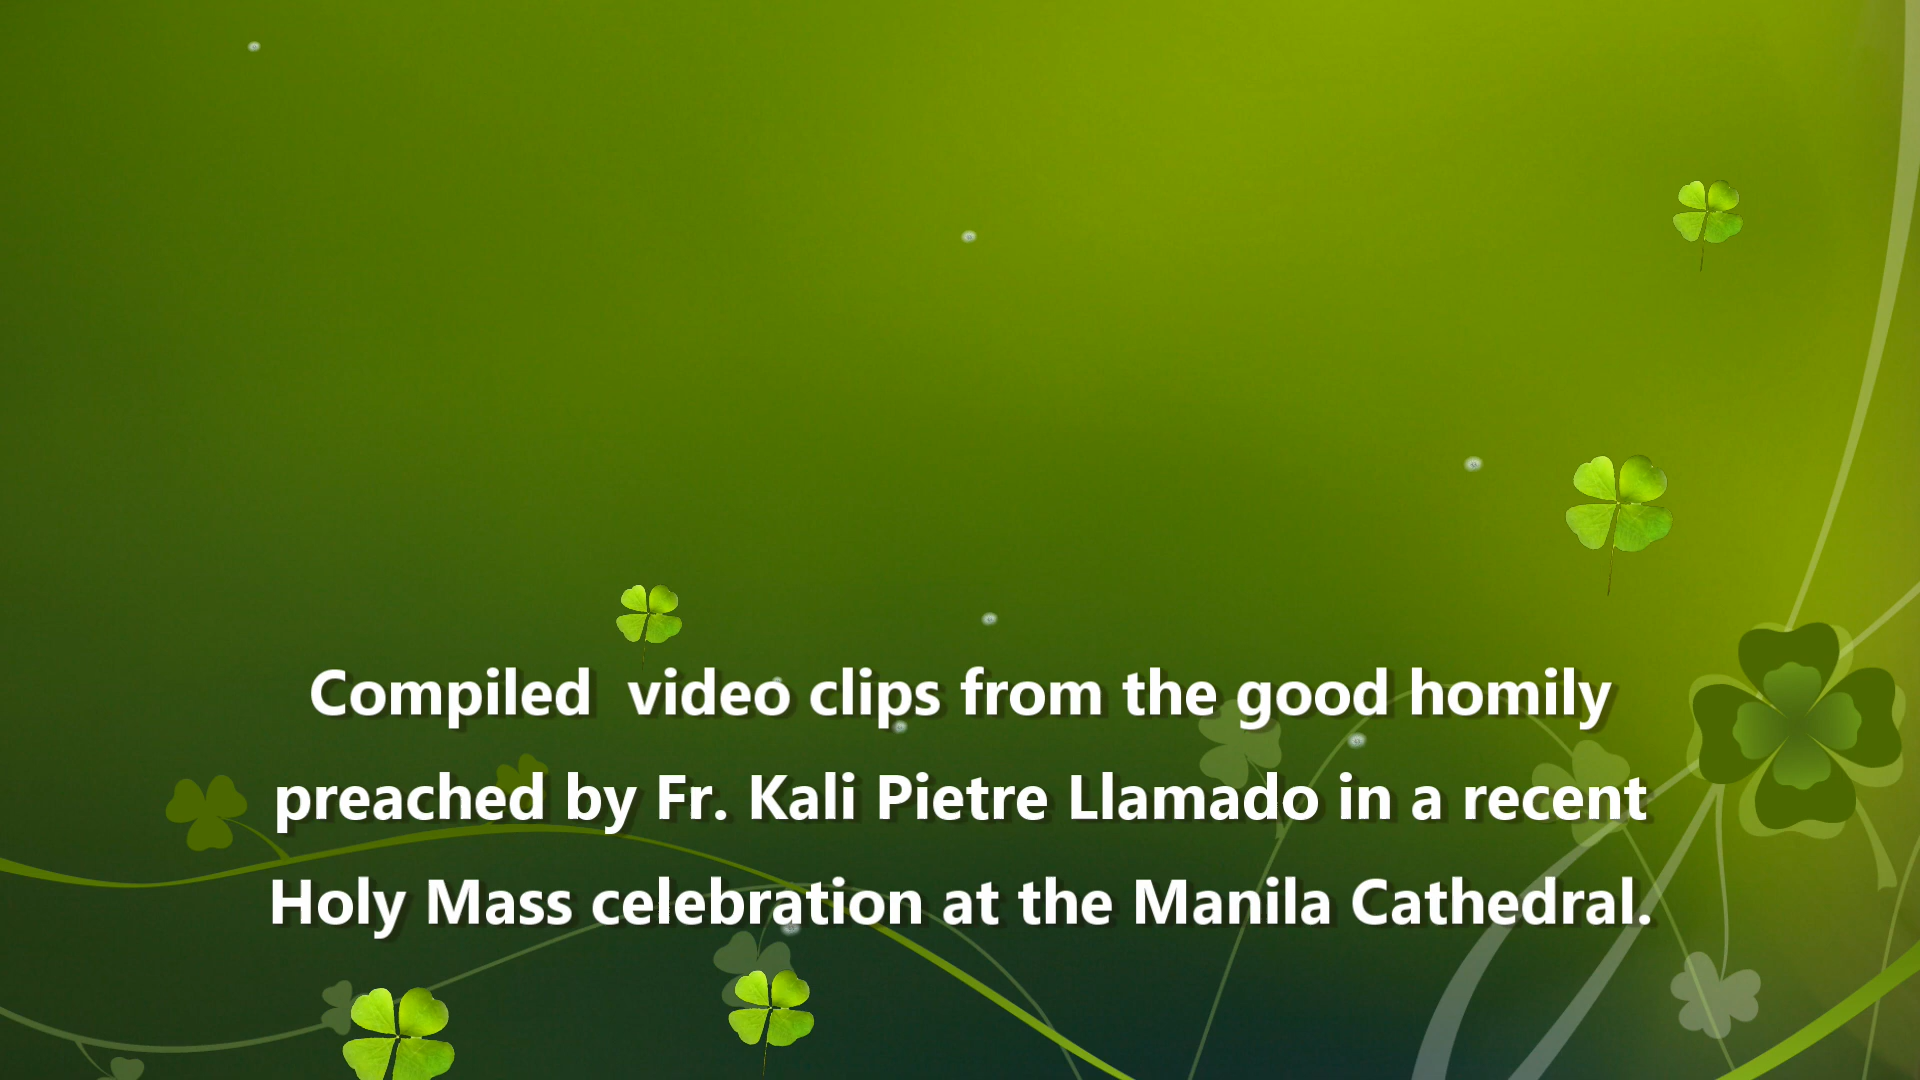 Compiled  video clips from the good homily
preached by Fr. Kali Pietre Llamado in a recent
Holy Mass celebration at the Manila Cathedral.